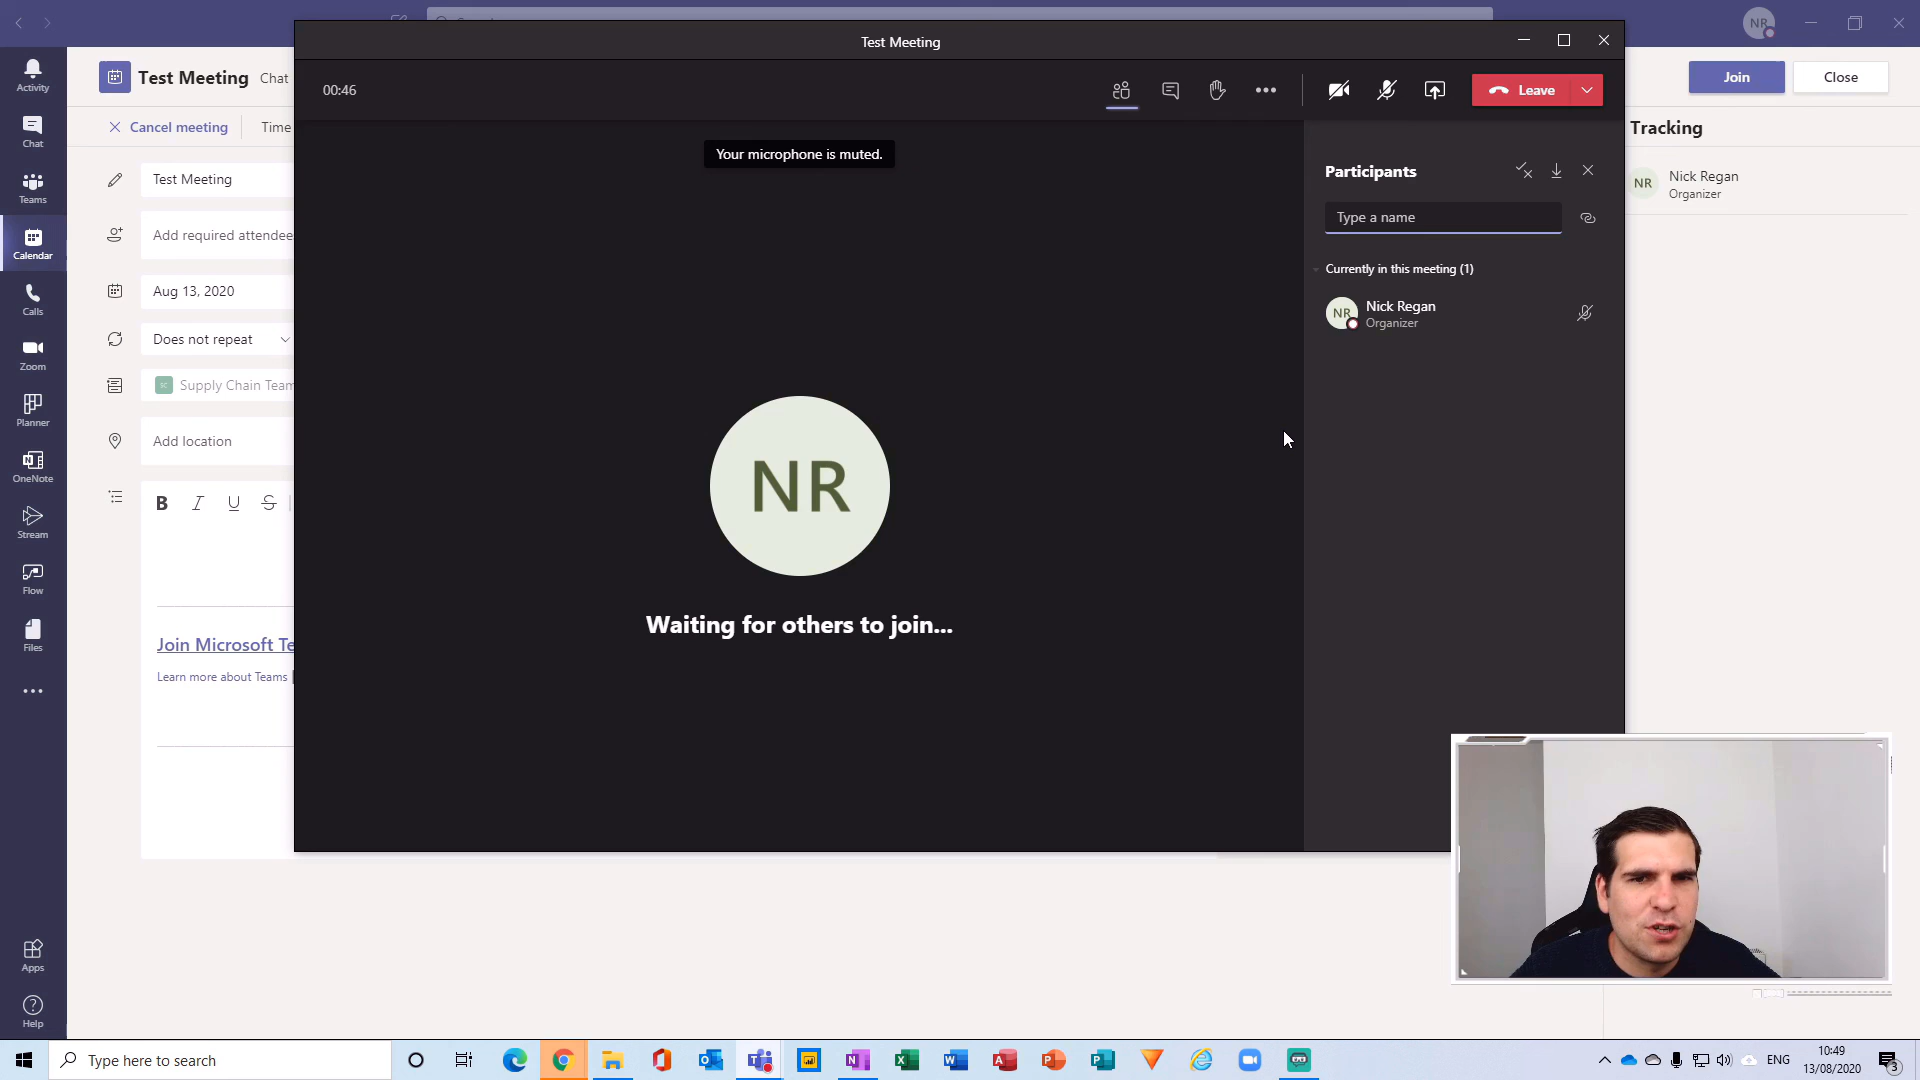 NR
Test Meeting
Activity
Chat
Teams
Calendar
Calls
Zoom
Planner
OneNote
Stream
Flow
Files
Apps
Help
Test Meeting
Chat
Join
Close
Cancel meeting
Time
Test Meeting
Add required attendee
Aug 13, 2020
Does not repeat
SC
Supply Chain Team
Add location
B I U S
Join Microsoft Te
Learn more about Teams |
00:46
Leave
Your microphone is muted.
NR
Waiting for others to join...
Participants
Type a name
Currently in this meeting (1)
NR
Nick Regan
Organizer
Tracking
NR
Nick Regan
Organizer
Type here to search
ENG
10:49
13/08/2020
3